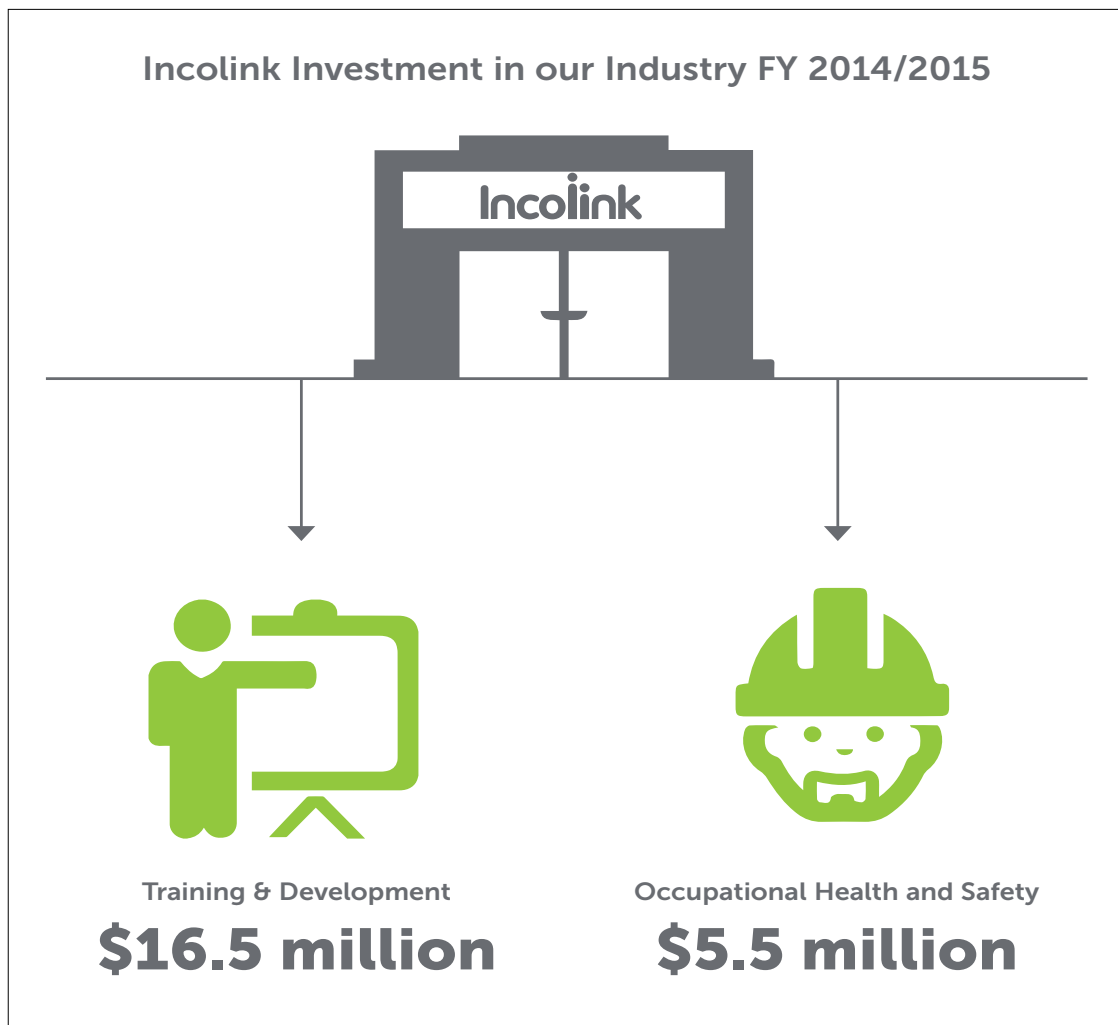 Incolink Investment in our Industry FY 2014/2015
Incolink
Training & Development
$16.5 million
Occupational Health and Safety
$5.5 million